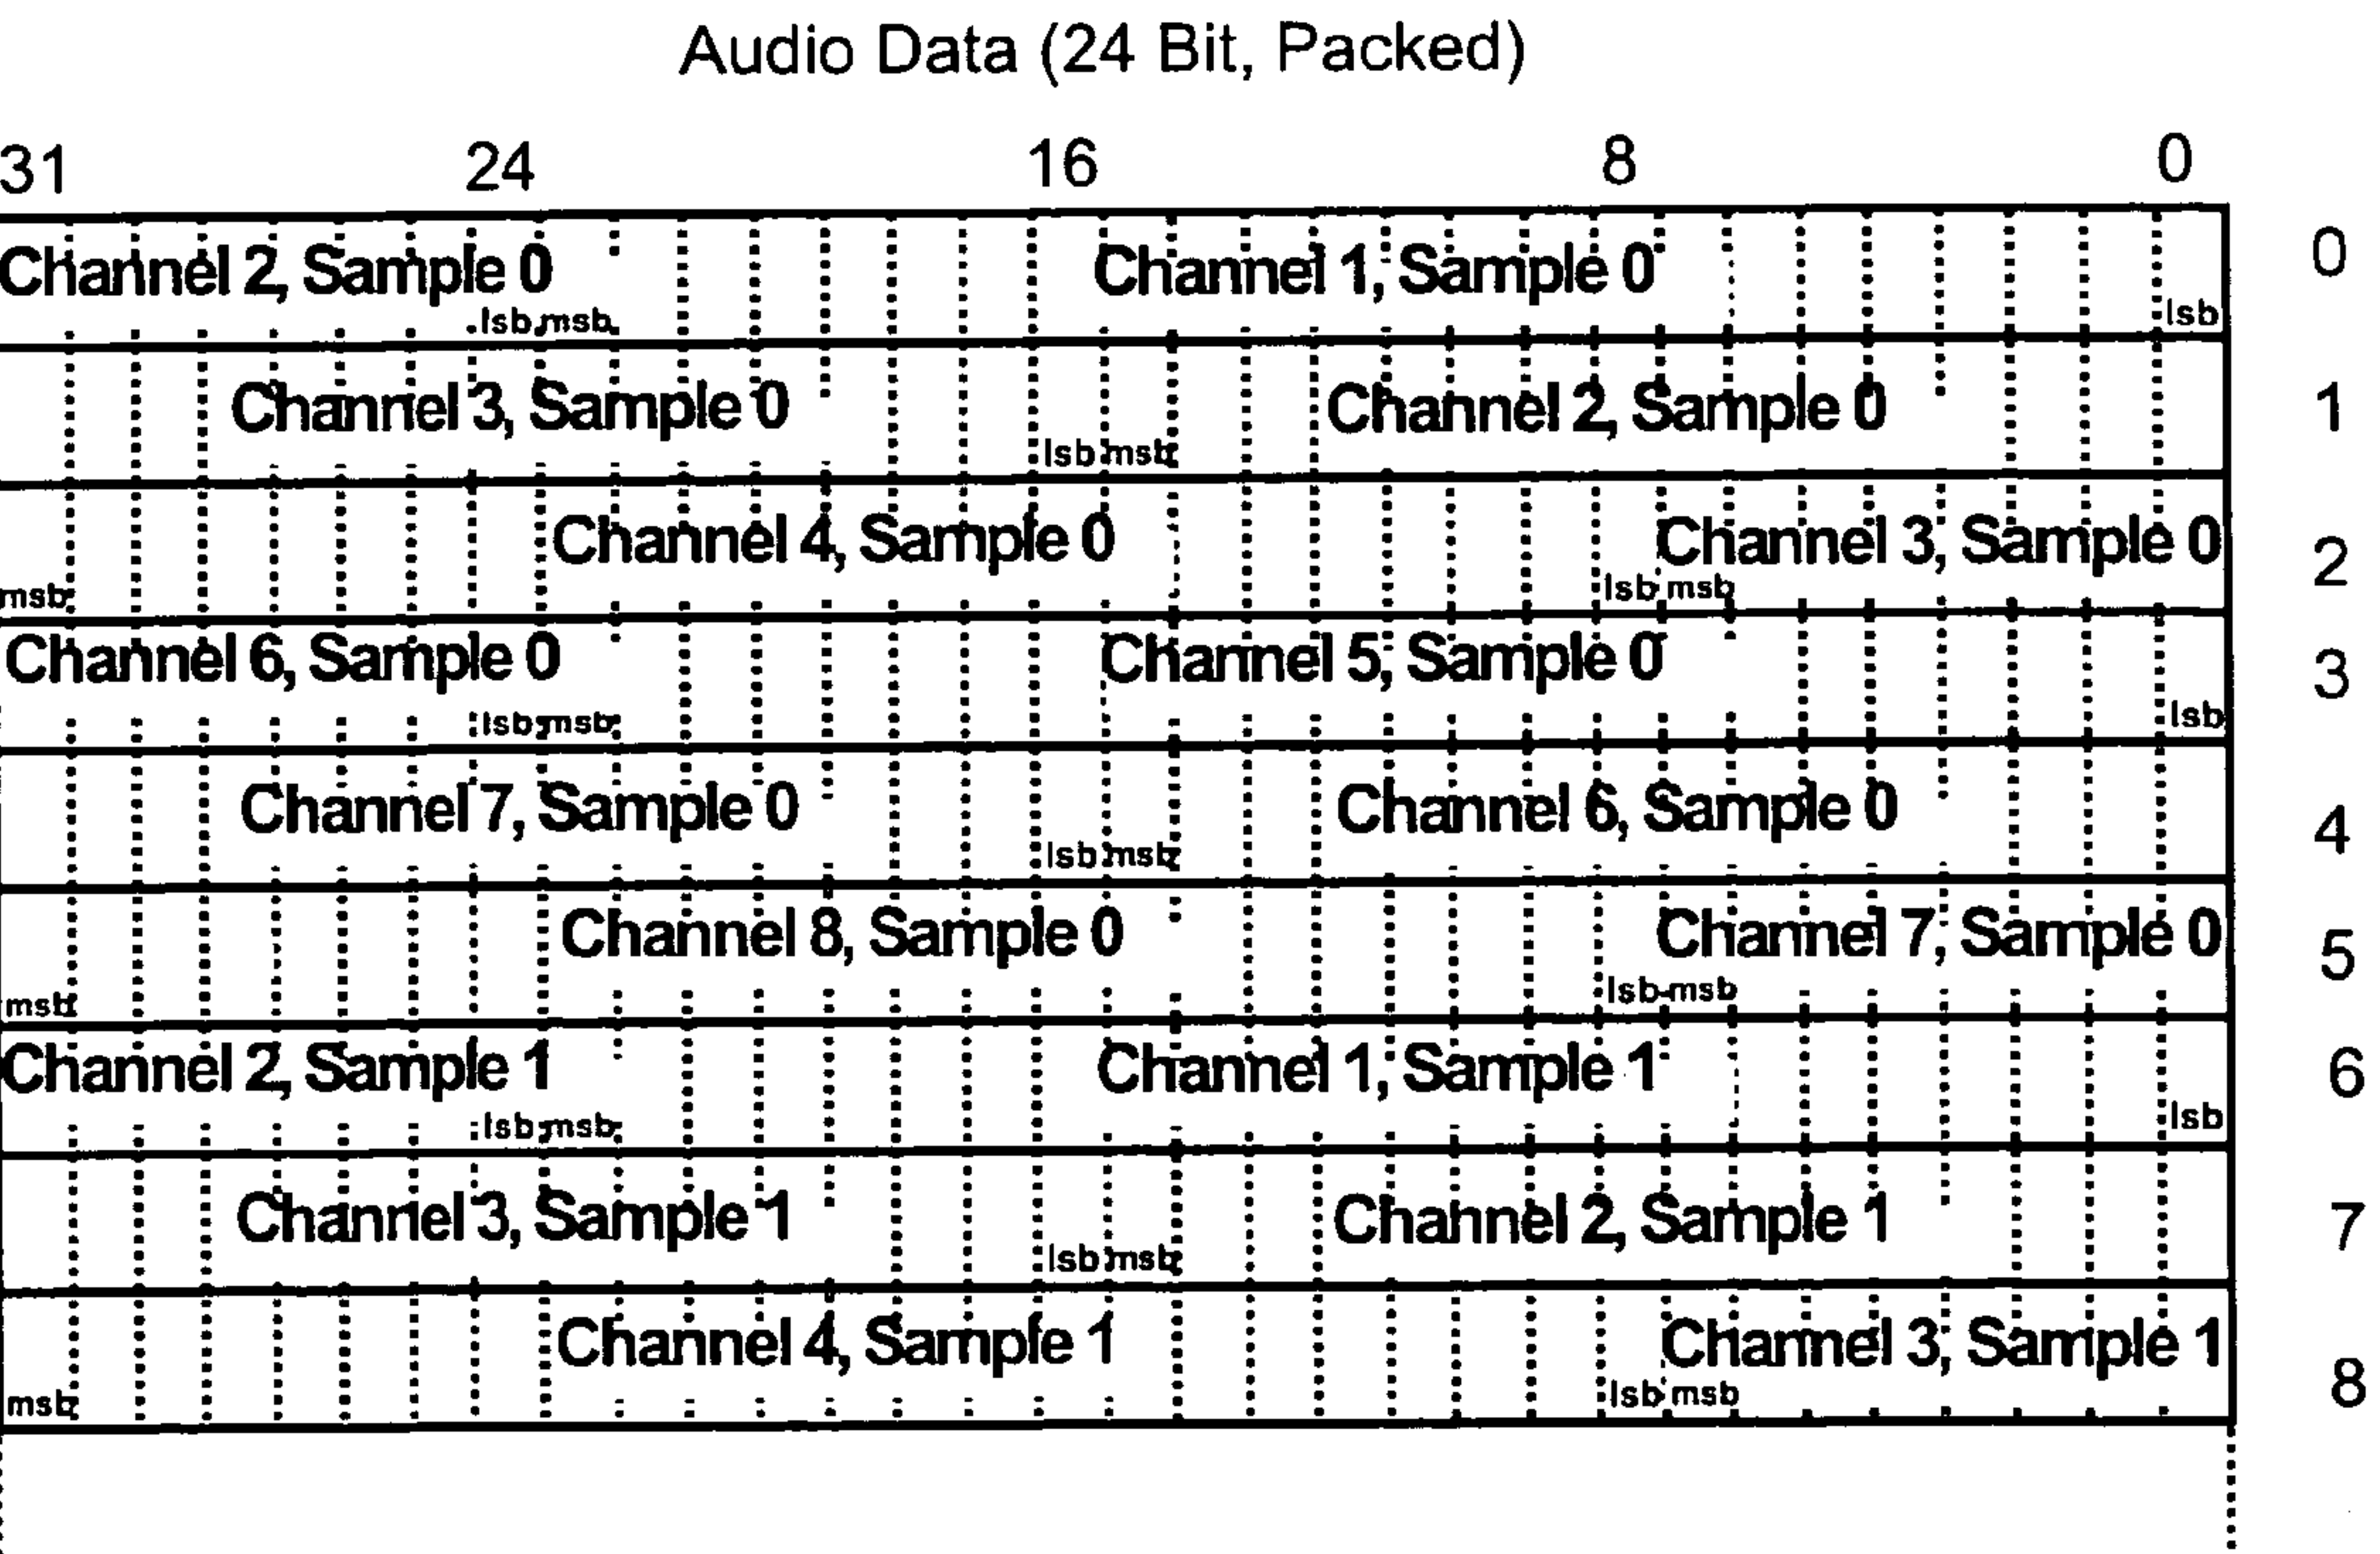 Audio Data (24 Bit, Packed)
31 24 16 8 0
Channel 2, Sample 0 Channel 1, Sample 0 0
lsb msb lsb
Channel 3, Sample 0 Channel 2, Sample 0 1
lsb msb
Channel 4, Sample 0 Channel 3, Sample 0 2
msb lsb msb
Channel 6, Sample 0 Channel 5, Sample 0 3
lsb msb lsb
Channel 7, Sample 0 Channel 6, Sample 0 4
lsb msb
Channel 8, Sample 0 Channel 7, Sample 0 5
msb lsb msb
Channel 2, Sample 1 Channel 1, Sample 1 6
lsb msb lsb
Channel 3, Sample 1 Channel 2, Sample 1 7
lsb msb
Channel 4, Sample 1 Channel 3, Sample 1 8
msb lsb msb